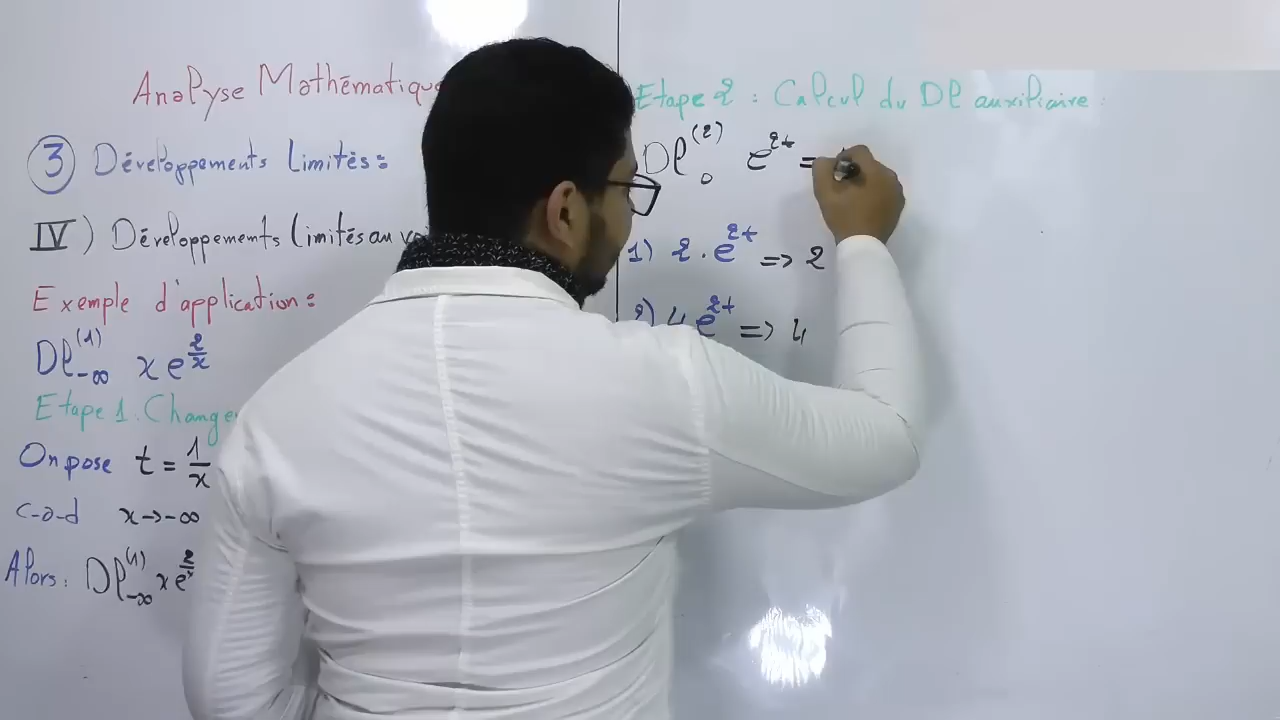 Analyse Mathématique
3 Développements Limités:
IV) Développements Limités au v
Exemple d'application:
Dl₋∞⁽¹⁾ x e^(2/x)
Etape 1. Change
On pose t = 1/x
c-à-d x → -∞
Alors: Dl₋∞⁽¹⁾ x e^(2/x)
Etape 2 : Calcul du Dl auxiliaire :
Dl₀⁽²⁾ e^(2t) =
1) 2 . e^(2t) => 2
2) 4 e^(2t) => 4